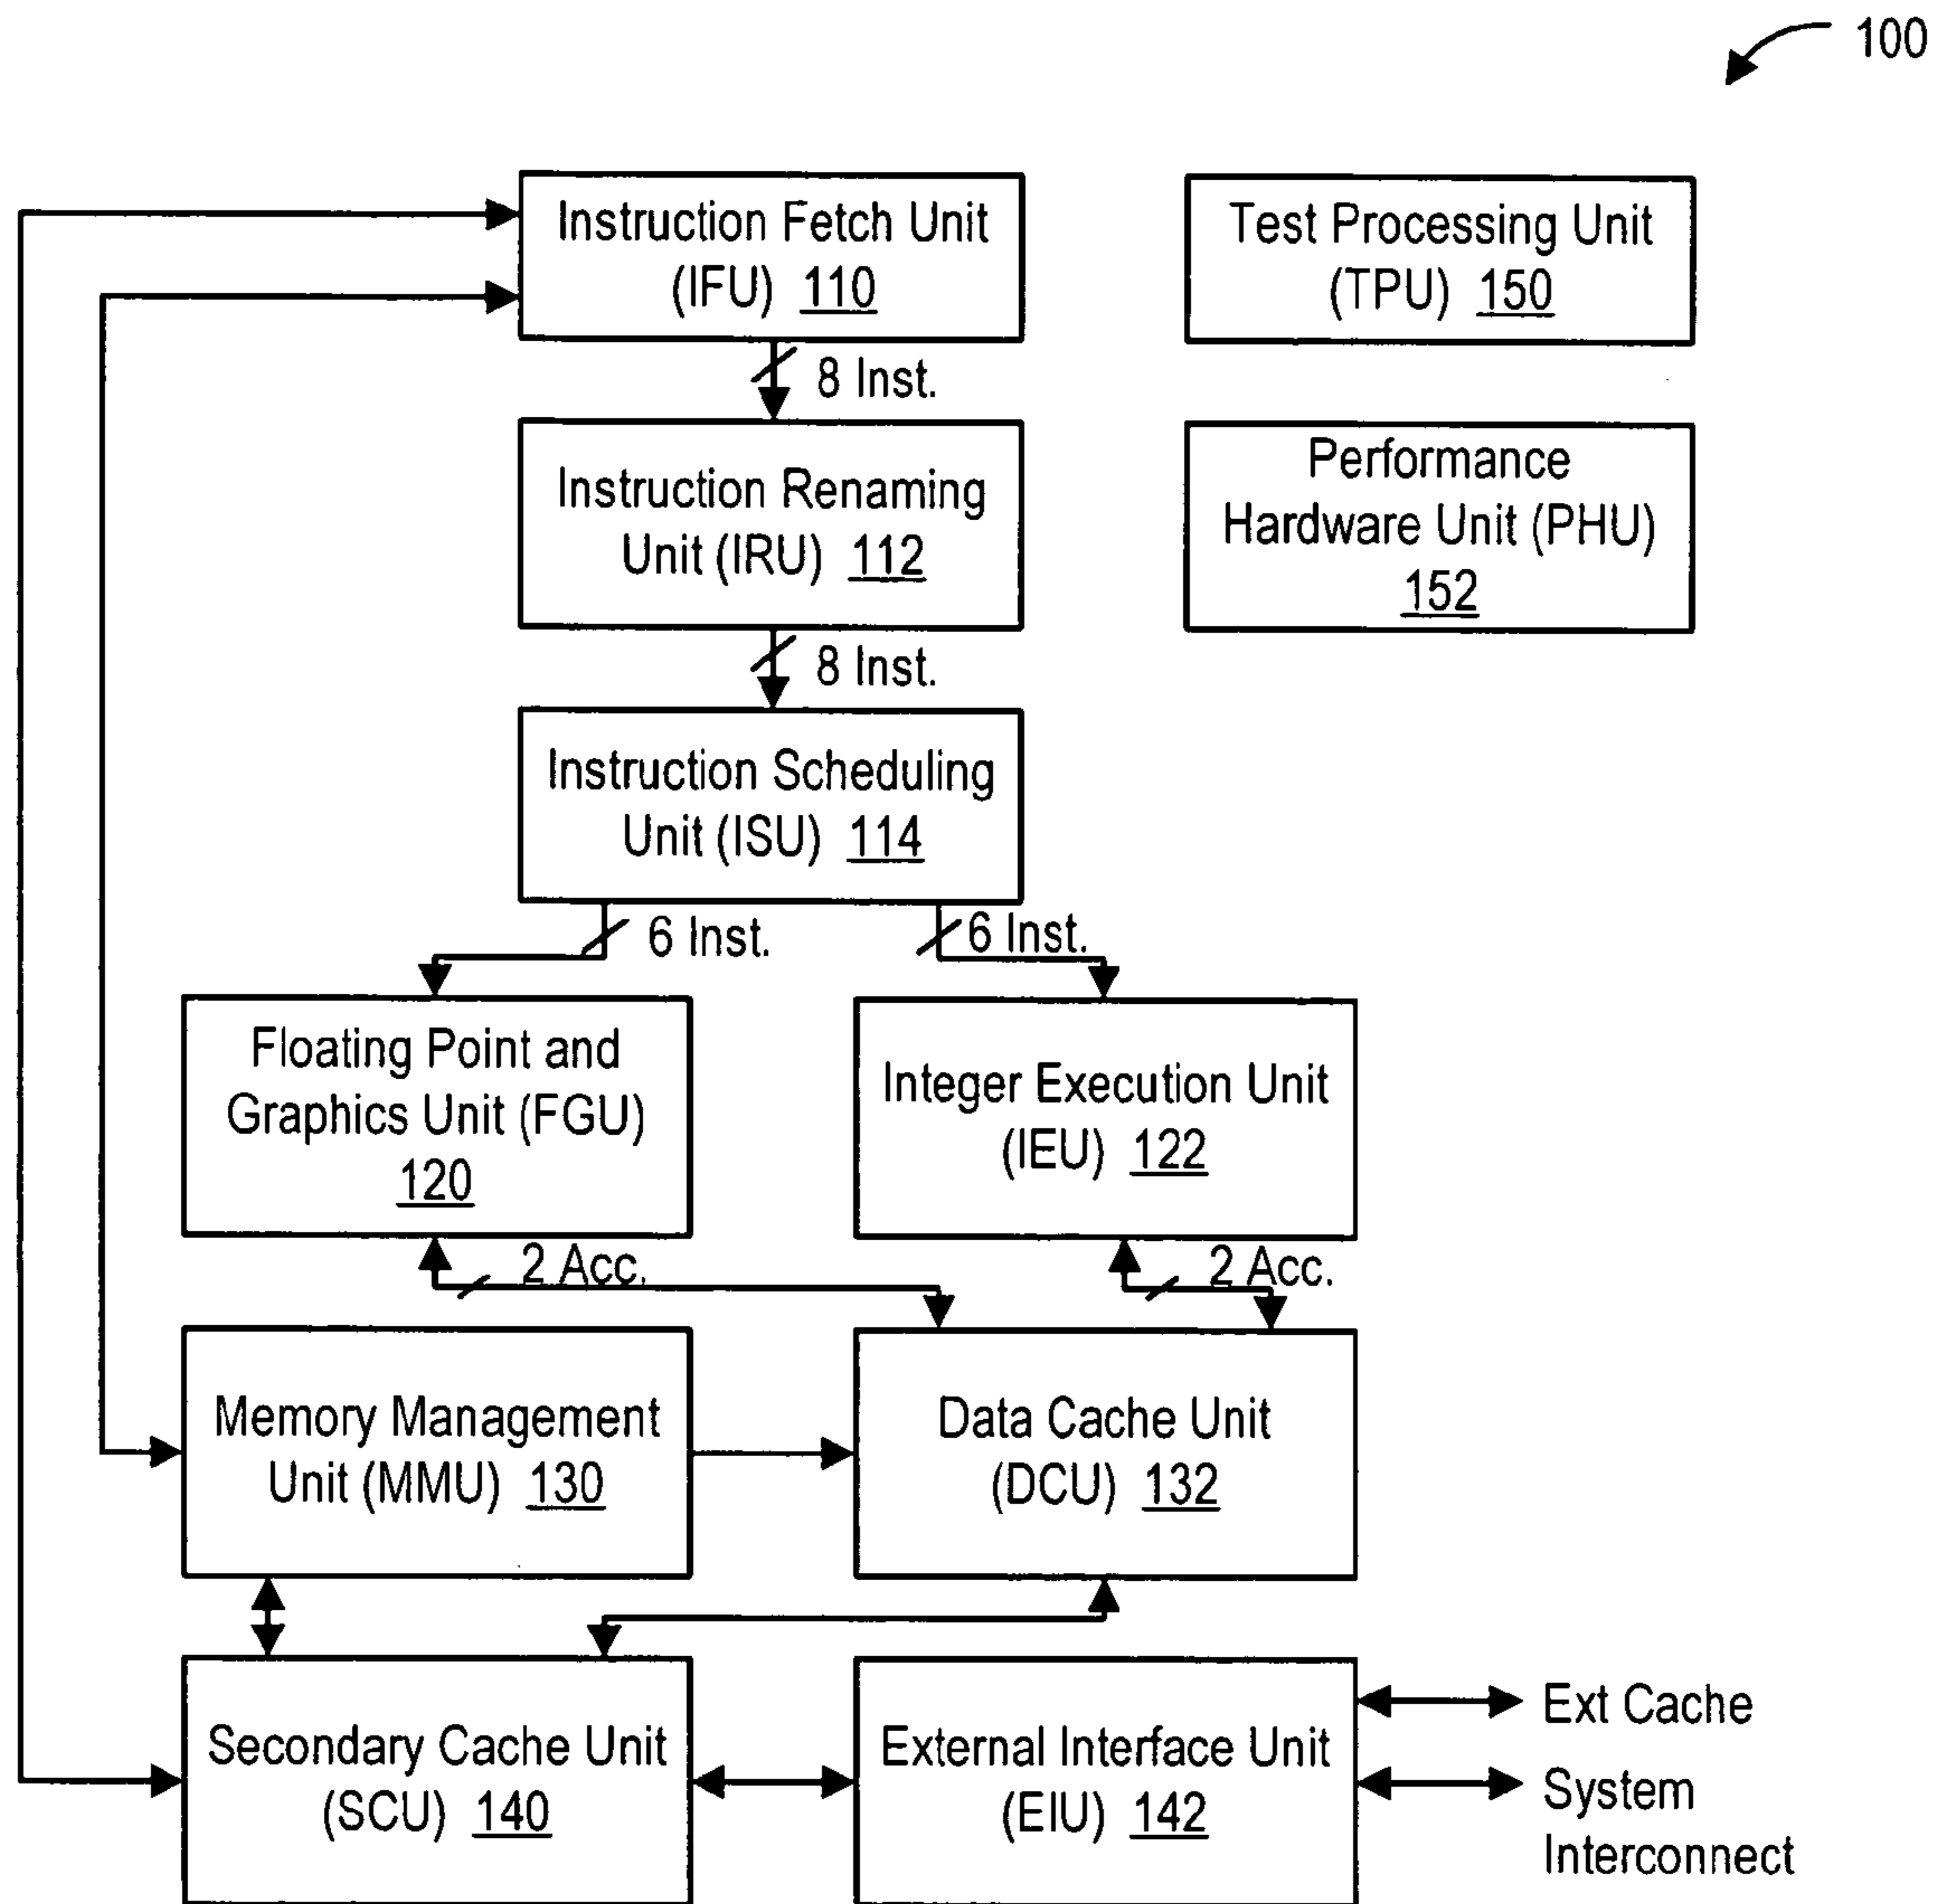 100
Instruction Fetch Unit
(IFU) 110
Test Processing Unit
(TPU) 150
8 Inst.
Instruction Renaming
Unit (IRU) 112
Performance
Hardware Unit (PHU)
152
8 Inst.
Instruction Scheduling
Unit (ISU) 114
6 Inst.
6 Inst.
Floating Point and
Graphics Unit (FGU)
120
Integer Execution Unit
(IEU) 122
2 Acc.
2 Acc.
Memory Management
Unit (MMU) 130
Data Cache Unit
(DCU) 132
Secondary Cache Unit
(SCU) 140
External Interface Unit
(EIU) 142
Ext Cache
System
Interconnect